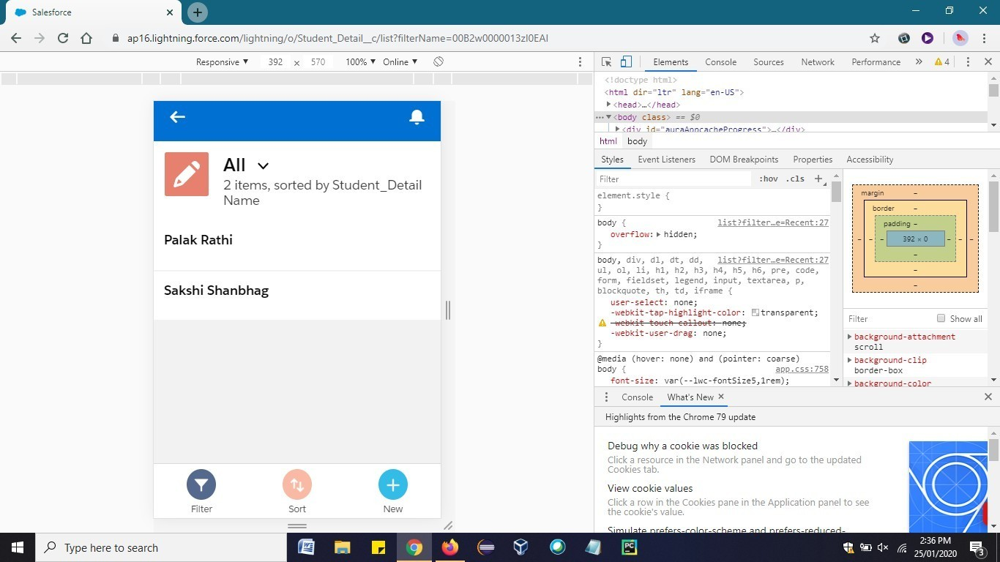 Salesforce
ap16.lightning.force.com/lightning/o/Student_Detail__c/list?filterName=00B2w0000013zI0EAI
Responsive ▼ 392 x 570 100% ▼ Online ▼
All
2 items, sorted by Student_Detail
Name
Palak Rathi
Sakshi Shanbhag
Filter Sort New
Elements Console Sources Network Performance » 4
<!doctype html>
<html dir="ltr" lang="en-US">
<head>…</head>
<body class> == $0
<div id="auraAppcacheProgress">…</div>
html body
Styles Event Listeners DOM Breakpoints Properties Accessibility
Filter :hov .cls +
element.style {
}
body { list?filter…e=Recent:27
overflow: hidden;
}
body, div, dl, dt, dd, list?filter…e=Recent:27
ul, ol, li, h1, h2, h3, h4, h5, h6, pre, code,
form, fieldset, legend, input, textarea, p,
blockquote, th, td, iframe {
user-select: none;
-webkit-tap-highlight-color: transparent;
-webkit-touch-callout: none;
-webkit-user-drag: none;
}
@media (hover: none) and (pointer: coarse)
body { app.css:758
font-size: var(--lwc-fontSize5,1rem);
margin –
border –
padding –
– – – 392 × 0 – – –
–
–
–
Filter Show all
background-attachment
scroll
background-clip
border-box
background-color
Console What's New
Highlights from the Chrome 79 update
Debug why a cookie was blocked
Click a resource in the Network panel and go to the updated
Cookies tab.
View cookie values
Click a row in the Cookies pane in the Application panel to see
the cookie's value.
Simulate prefers-color-scheme and prefers-reduced-
Type here to search
PC
2:36 PM
25/01/2020
3